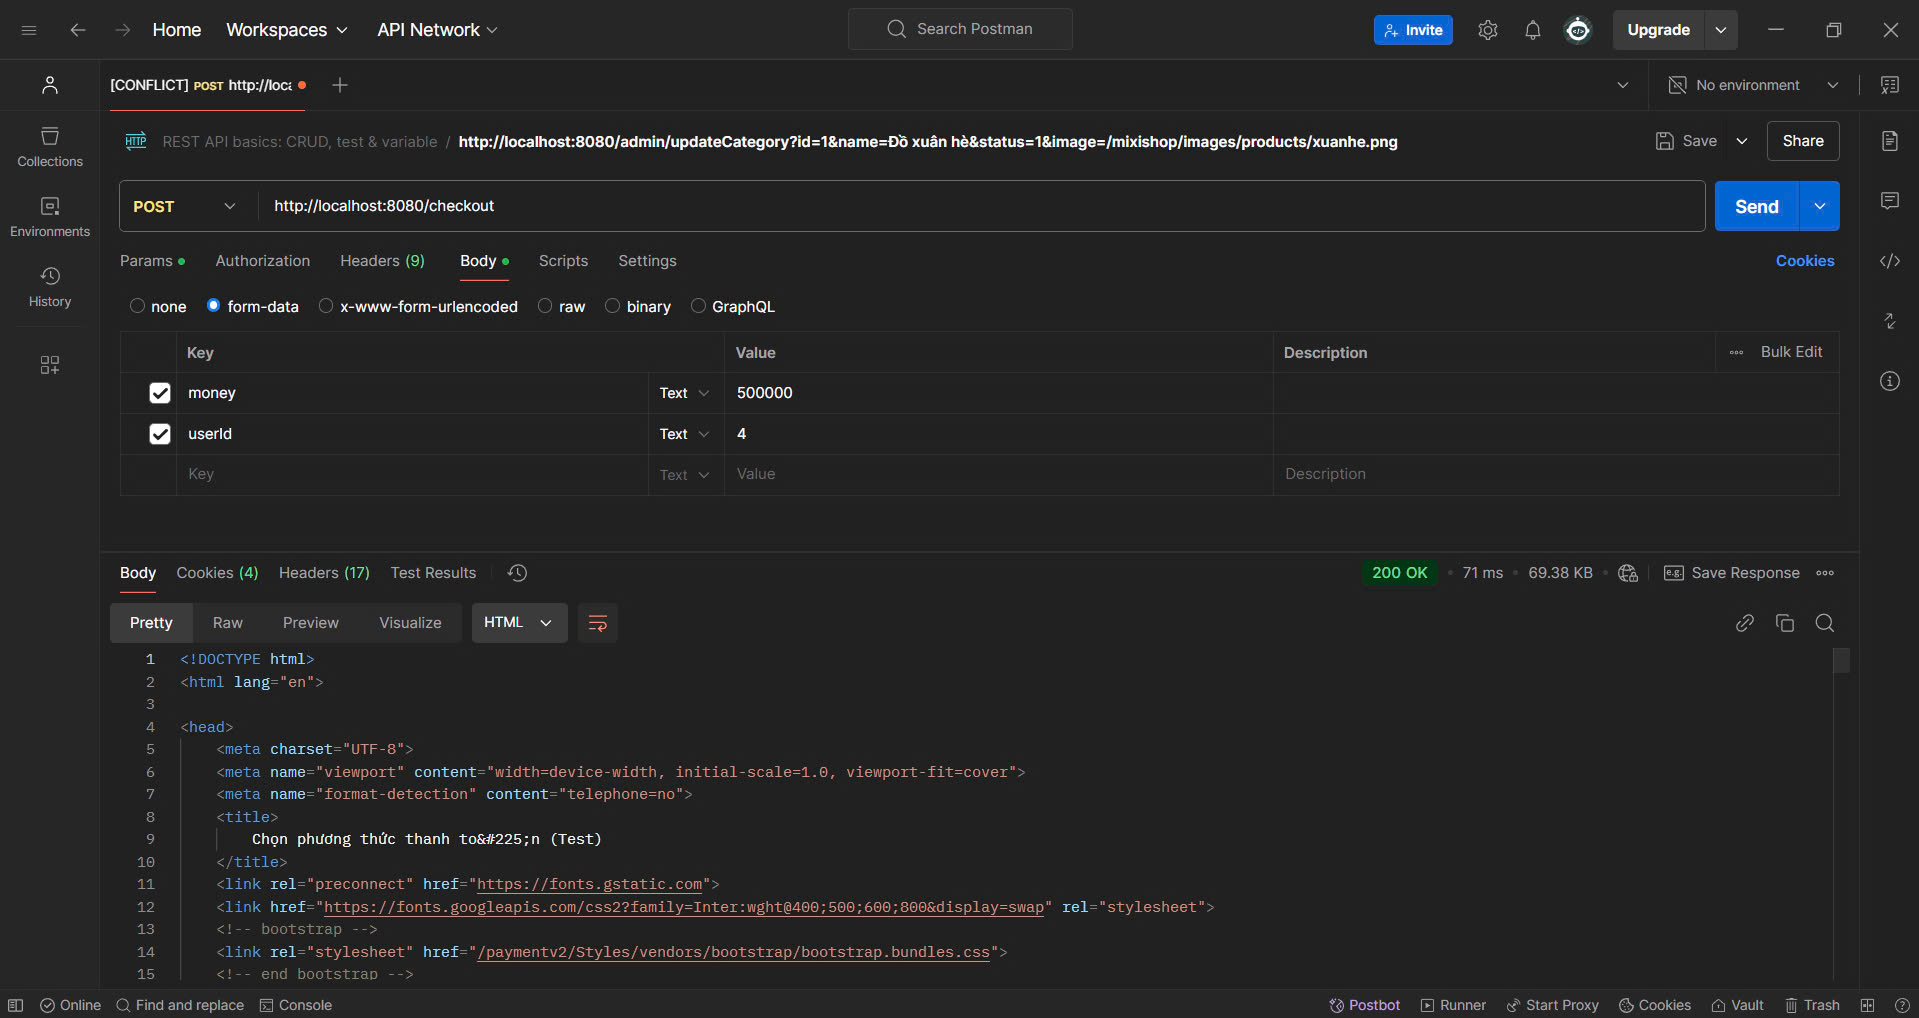 Home Workspaces API Network Search Postman Invite Upgrade
[CONFLICT] POST http://loca No environment
HTTP REST API basics: CRUD, test & variable / http://localhost:8080/admin/updateCategory?id=1&name=Đồ xuân hè&status=1&image=/mixishop/images/products/xuanhe.png Save Share
Collections
Environments
History
POST http://localhost:8080/checkout Send
Params Authorization Headers (9) Body Scripts Settings Cookies
none form-data x-www-form-urlencoded raw binary GraphQL
Key Value Description Bulk Edit
money Text 500000
userId Text 4
Key Text Value Description
Body Cookies (4) Headers (17) Test Results 200 OK 71 ms 69.38 KB e.g. Save Response
Pretty Raw Preview Visualize HTML
1 <!DOCTYPE html>
2 <html lang="en">
3
4 <head>
5 <meta charset="UTF-8">
6 <meta name="viewport" content="width=device-width, initial-scale=1.0, viewport-fit=cover">
7 <meta name="format-detection" content="telephone=no">
8 <title>
9 Chọn phương thức thanh to&#225;n (Test)
10 </title>
11 <link rel="preconnect" href="https://fonts.gstatic.com">
12 <link href="https://fonts.googleapis.com/css2?family=Inter:wght@400;500;600;800&display=swap" rel="stylesheet">
13 <!-- bootstrap -->
14 <link rel="stylesheet" href="/paymentv2/Styles/vendors/bootstrap/bootstrap.bundles.css">
15 <!-- end bootstrap -->
Online Find and replace Console Postbot Runner Start Proxy Cookies Vault Trash